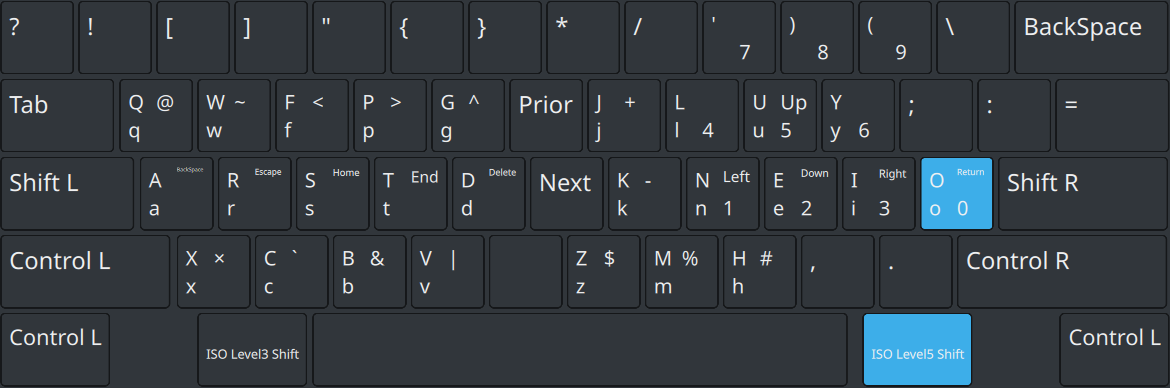 ? ! [ ] " { } * / ' 7 ) 8 ( 9 \ BackSpace
Tab Q @ W ~ F < P > G ^ Prior J + L U Up Y ; : =
q w f p g j l 4 u 5 y 6
Shift L A BackSpace R Escape S Home T End D Delete Next K - N Left E Down I Right O Return Shift R
a r s t d k n 1 e 2 i 3 o 0
Control L X × C ` B & V | Z $ M % H # , . Control R
x c b v z m h
Control L ISO Level3 Shift ISO Level5 Shift Control L